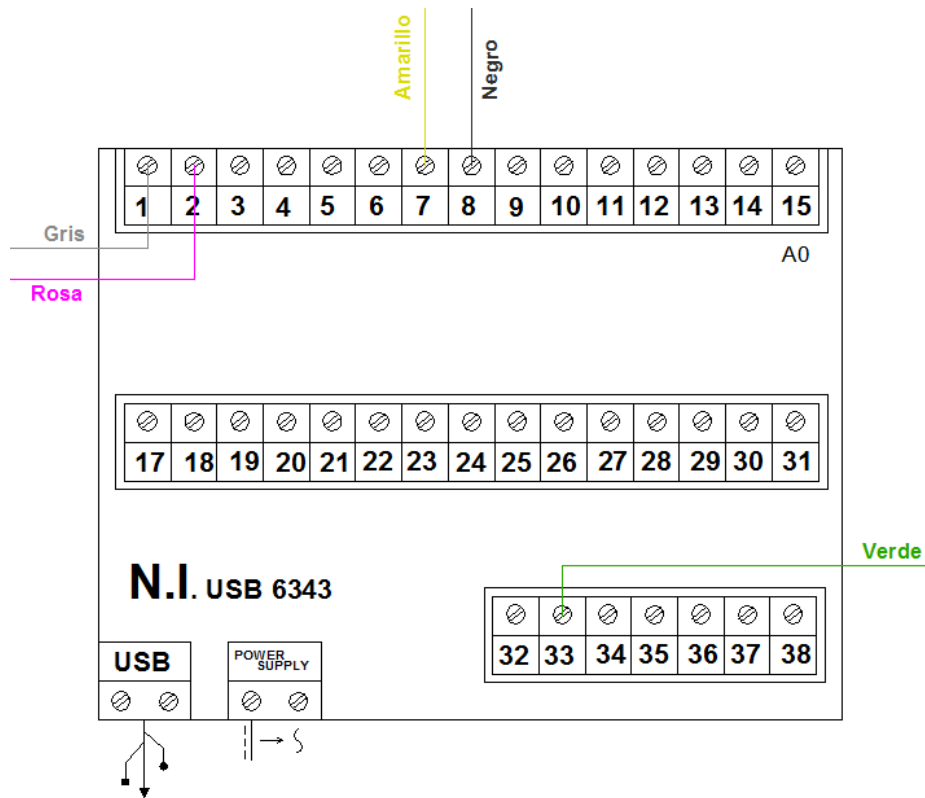 Amarillo
Negro
1 2 3 4 5 6 7 8 9 10 11 12 13 14 15
Gris
A0
Rosa
17 18 19 20 21 22 23 24 25 26 27 28 29 30 31
Verde
N.I. USB 6343
32 33 34 35 36 37 38
USB
POWER
SUPPLY